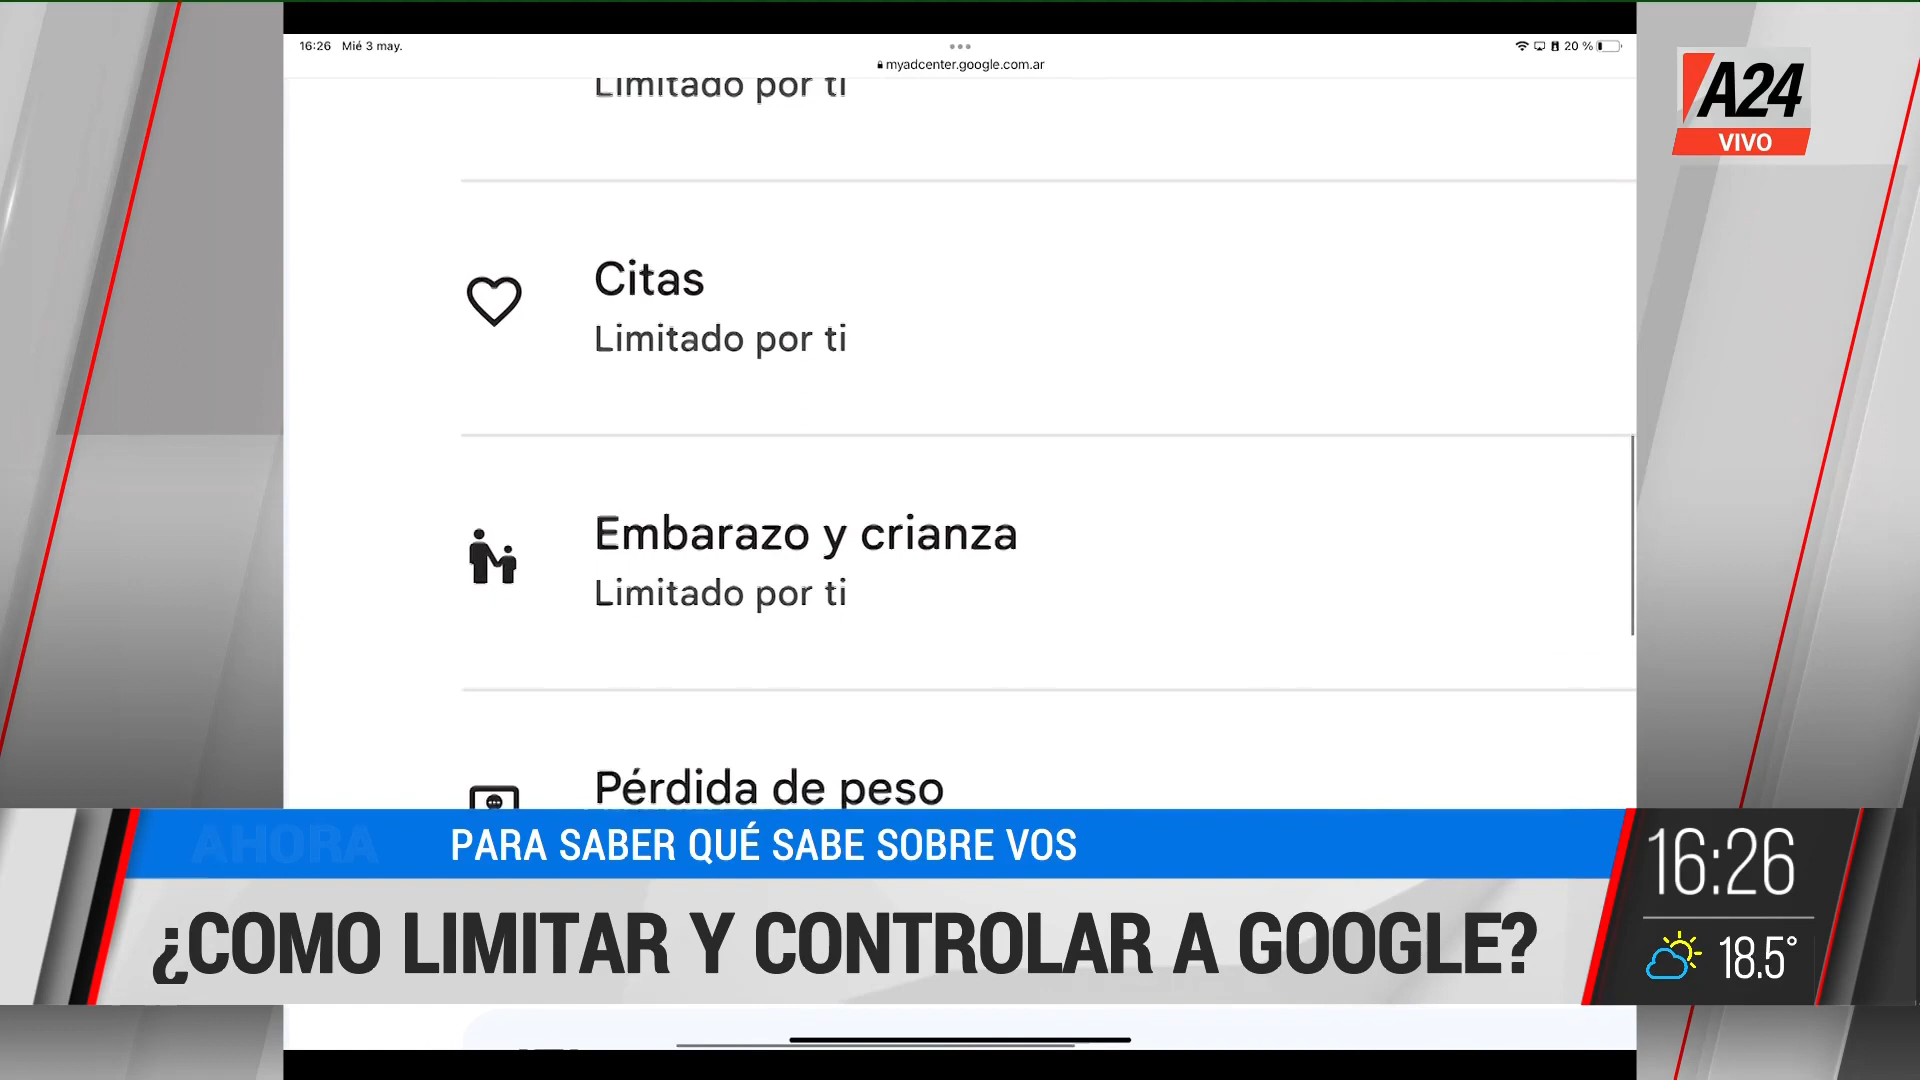 16:26 Mié 3 may.
20 %
myadcenter.google.com.ar
Limitado por ti
A24
VIVO
Citas
Limitado por ti
Embarazo y crianza
Limitado por ti
Pérdida de peso
AHORA
PARA SABER QUÉ SABE SOBRE VOS
¿COMO LIMITAR Y CONTROLAR A GOOGLE?
16:26
18.5°